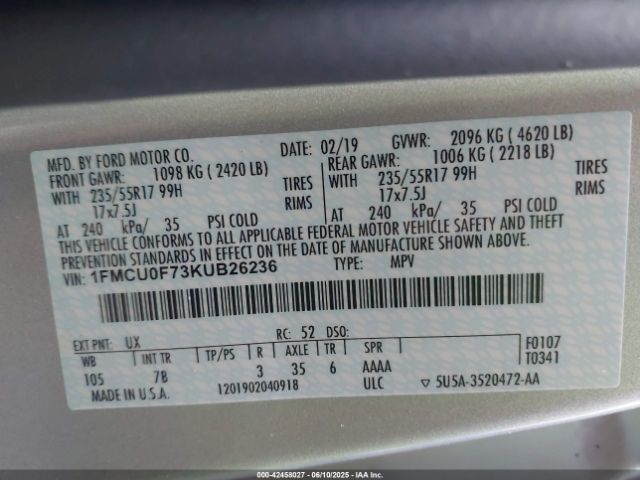 MFD. BY FORD MOTOR CO. DATE: 02/19 GVWR: 2096 KG ( 4620 LB)
FRONT GAWR: 1098 KG ( 2420 LB) REAR GAWR: 1006 KG ( 2218 LB)
WITH 235/55R17 99H TIRES WITH 235/55R17 99H TIRES
17x7.5J RIMS 17x7.5J RIMS
AT 240 kPa/ 35 PSI COLD AT 240 kPa/ 35 PSI COLD
THIS VEHICLE CONFORMS TO ALL APPLICABLE FEDERAL MOTOR VEHICLE SAFETY AND THEFT
PREVENTION STANDARDS IN EFFECT ON THE DATE OF MANUFACTURE SHOWN ABOVE.
VIN: 1FMCU0F73KUB26236 TYPE: MPV
EXT PNT: UX RC: 52 DSO: F0107
WB INT TR TP/PS R AXLE TR SPR T0341
105 7B 3 35 6 AAAA
MADE IN U.S.A. 1201902040918 ULC ▽ 5U5A-3520472-AA
000-42458027 - 06/10/2025 - IAA Inc.